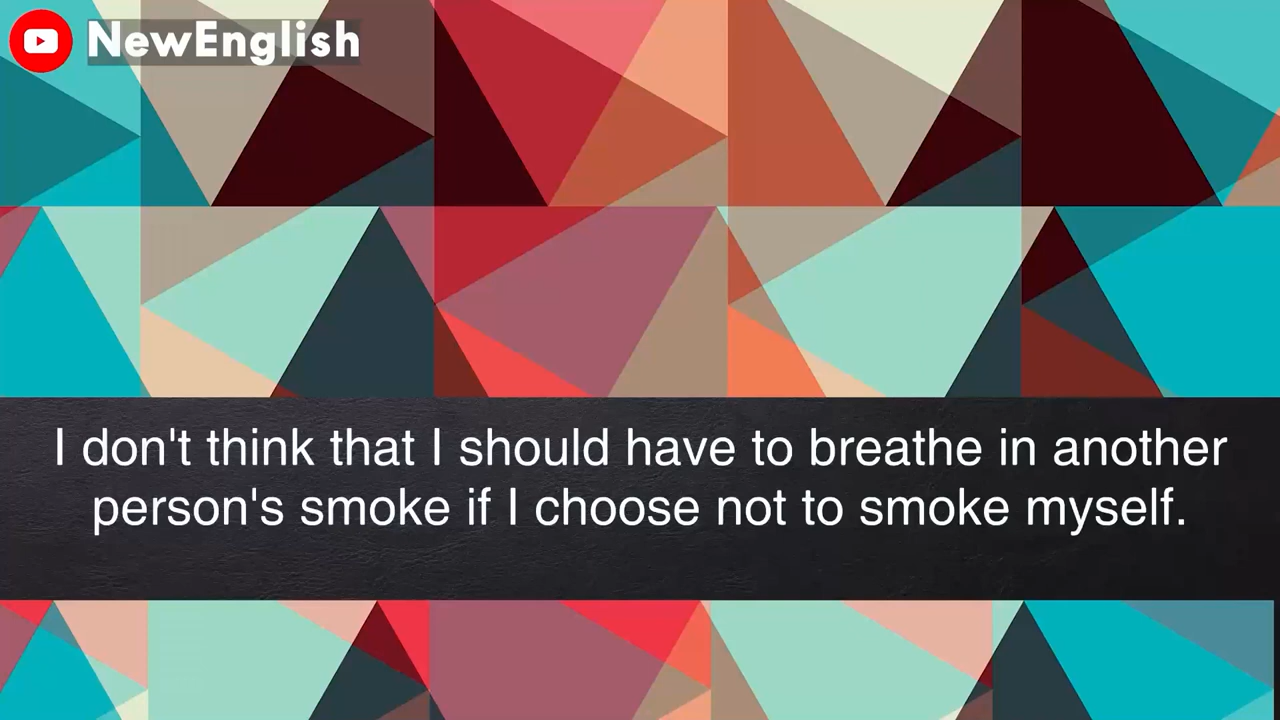 NewEnglish
I don't think that I should have to breathe in another
person's smoke if I choose not to smoke myself.